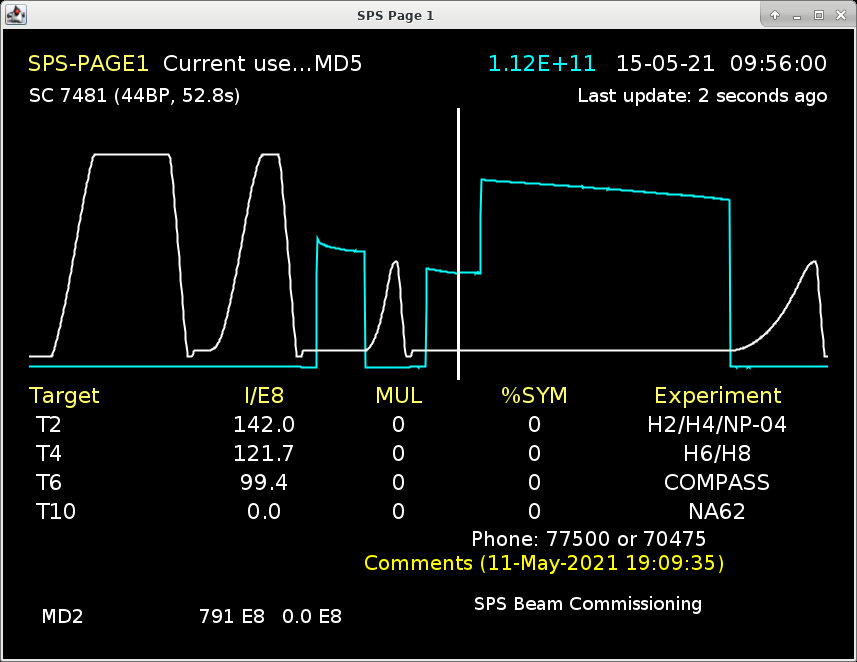 SPS Page 1
SPS-PAGE1 Current use...MD5 1.12E+11 15-05-21 09:56:00
SC 7481 (44BP, 52.8s) Last update: 2 seconds ago
Target I/E8 MUL %SYM Experiment
T2 142.0 0 0 H2/H4/NP-04
T4 121.7 0 0 H6/H8
T6 99.4 0 0 COMPASS
T10 0.0 0 0 NA62
Phone: 77500 or 70475
Comments (11-May-2021 19:09:35)
SPS Beam Commissioning
MD2 791 E8 0.0 E8